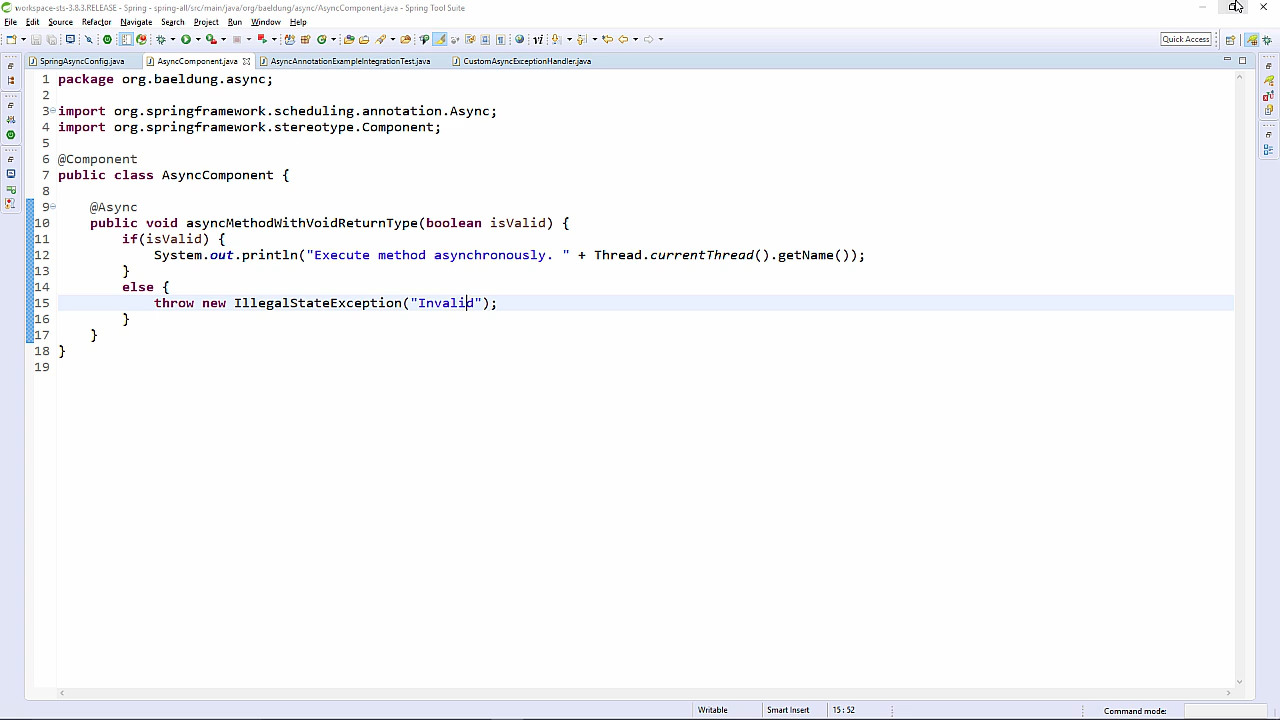 workspace-sts-3.8.3.RELEASE - Spring - spring-all/src/main/java/org/baeldung/async/AsyncComponent.java - Spring Tool Suite
File Edit Source Refactor Navigate Search Project Run Window Help
Quick Access
SpringAsyncConfig.java AsyncComponent.java AsyncAnnotationExampleIntegrationTest.java CustomAsyncExceptionHandler.java
1 package org.baeldung.async;
2
3 import org.springframework.scheduling.annotation.Async;
4 import org.springframework.stereotype.Component;
5
6 @Component
7 public class AsyncComponent {
8
9 @Async
10 public void asyncMethodWithVoidReturnType(boolean isValid) {
11 if(isValid) {
12 System.out.println("Execute method asynchronously. " + Thread.currentThread().getName());
13 }
14 else {
15 throw new IllegalStateException("Invalid");
16 }
17 }
18 }
19
Writable Smart Insert 15 : 52 Command mode: